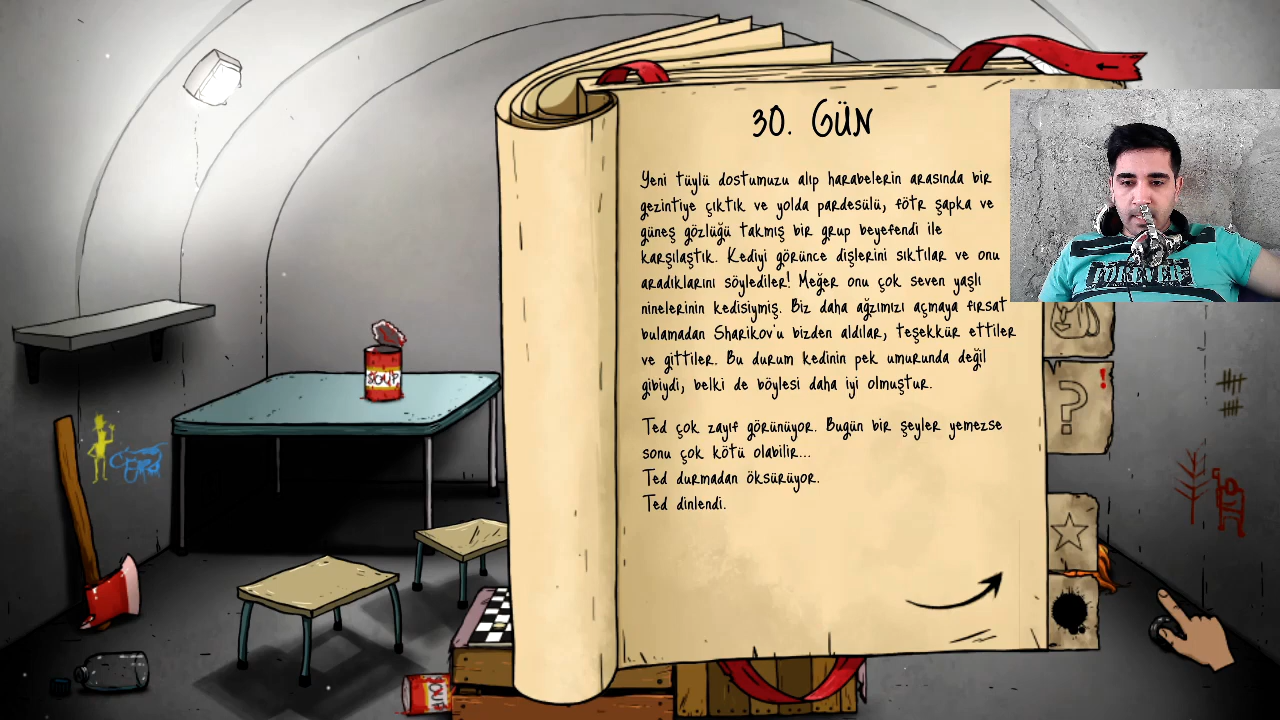 30. GÜN
Yeni tüylü dostumuzu alıp harabelerin arasında bir
gezintiye çıktık ve yolda pardesülü, fötr şapka ve
güneş gözlüğü takmış bir grup beyefendi ile
karşılaştık. Kediyi görünce dişlerini sıktılar ve onu
aradıklarını söylediler! Meğer onu çok seven yaşlı
ninelerinin kedisiymiş. Biz daha ağzımızı açmaya fırsat
bulamadan Sharikov'u bizden aldılar, teşekkür ettiler
ve gittiler. Bu durum kedinin pek umurunda değil
gibiydi, belki de böylesi daha iyi olmuştur.
Ted çok zayıf görünüyor. Bugün bir şeyler yemezse
sonu çok kötü olabilir...
Ted durmadan öksürüyor.
Ted dinlendi.
SOUP
?
!